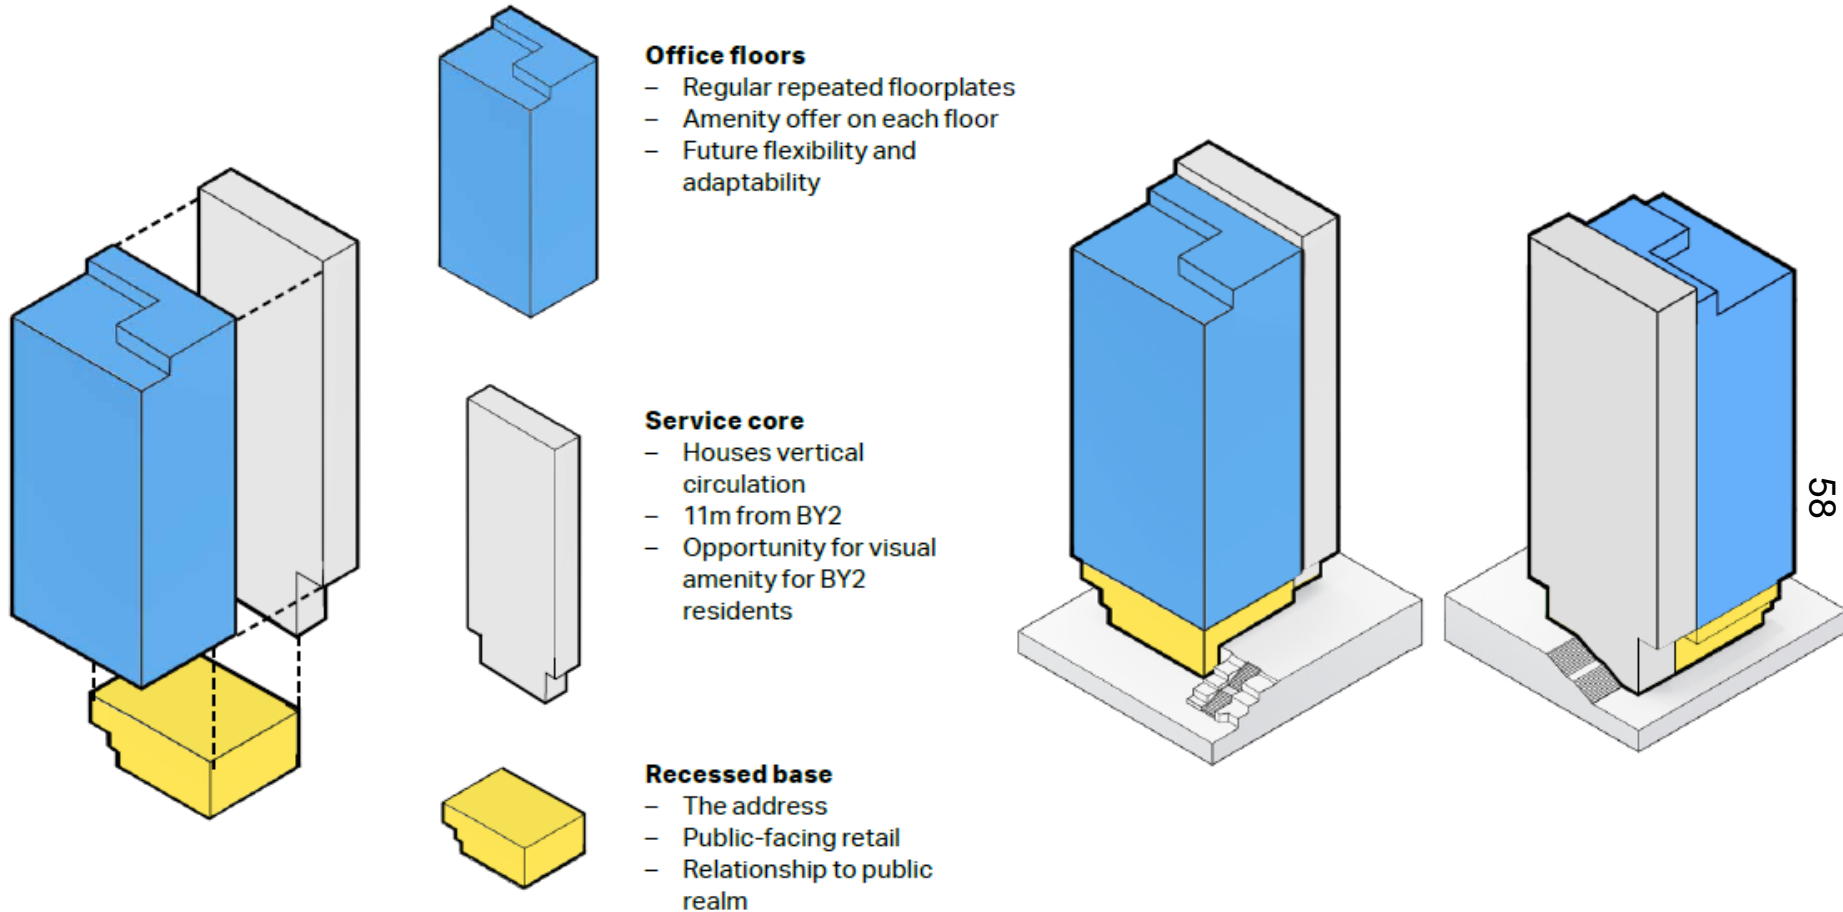 Office floors
– Regular repeated floorplates
– Amenity offer on each floor
– Future flexibility and
adaptability
Service core
– Houses vertical
circulation
– 11m from BY2
– Opportunity for visual
amenity for BY2
residents
Recessed base
– The address
– Public-facing retail
– Relationship to public
realm
58